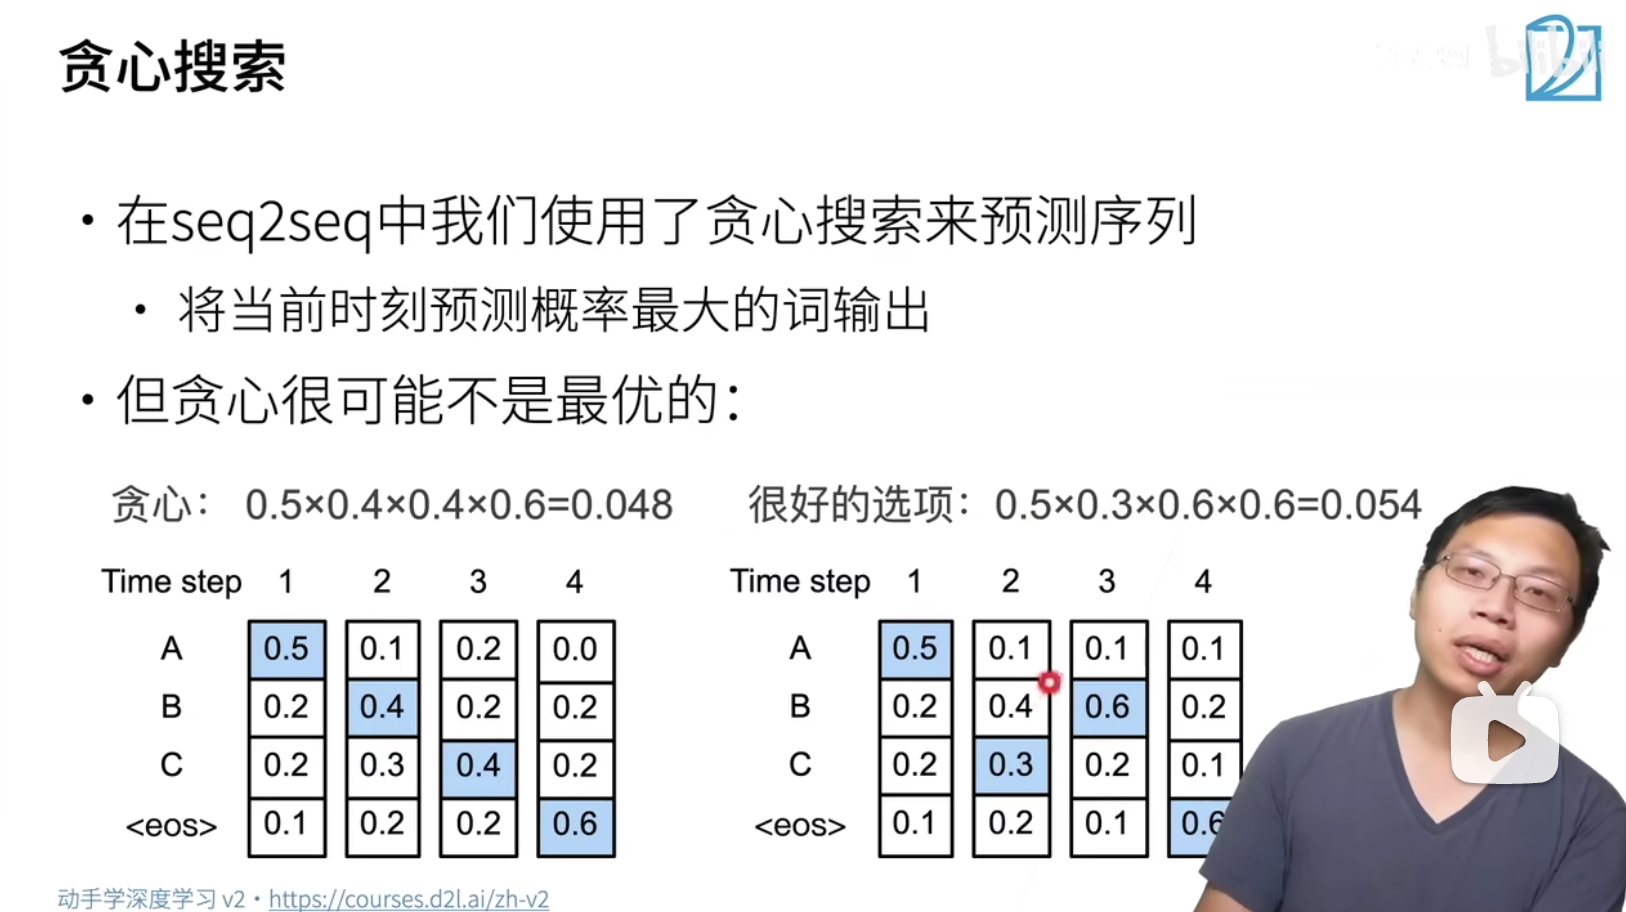 贪心搜索
bilibili
• 在seq2seq中我们使用了贪心搜索来预测序列
• 将当前时刻预测概率最大的词输出
• 但贪心很可能不是最优的：
贪心： 0.5×0.4×0.4×0.6=0.048
Time step 1 2 3 4
A 0.5 0.1 0.2 0.0
B 0.2 0.4 0.2 0.2
C 0.2 0.3 0.4 0.2
<eos> 0.1 0.2 0.2 0.6
很好的选项：0.5×0.3×0.6×0.6=0.054
Time step 1 2 3 4
A 0.5 0.1 0.1 0.1
B 0.2 0.4 0.6 0.2
C 0.2 0.3 0.2 0.1
<eos> 0.1 0.2 0.1 0.6
动手学深度学习 v2 • https://courses.d2l.ai/zh-v2